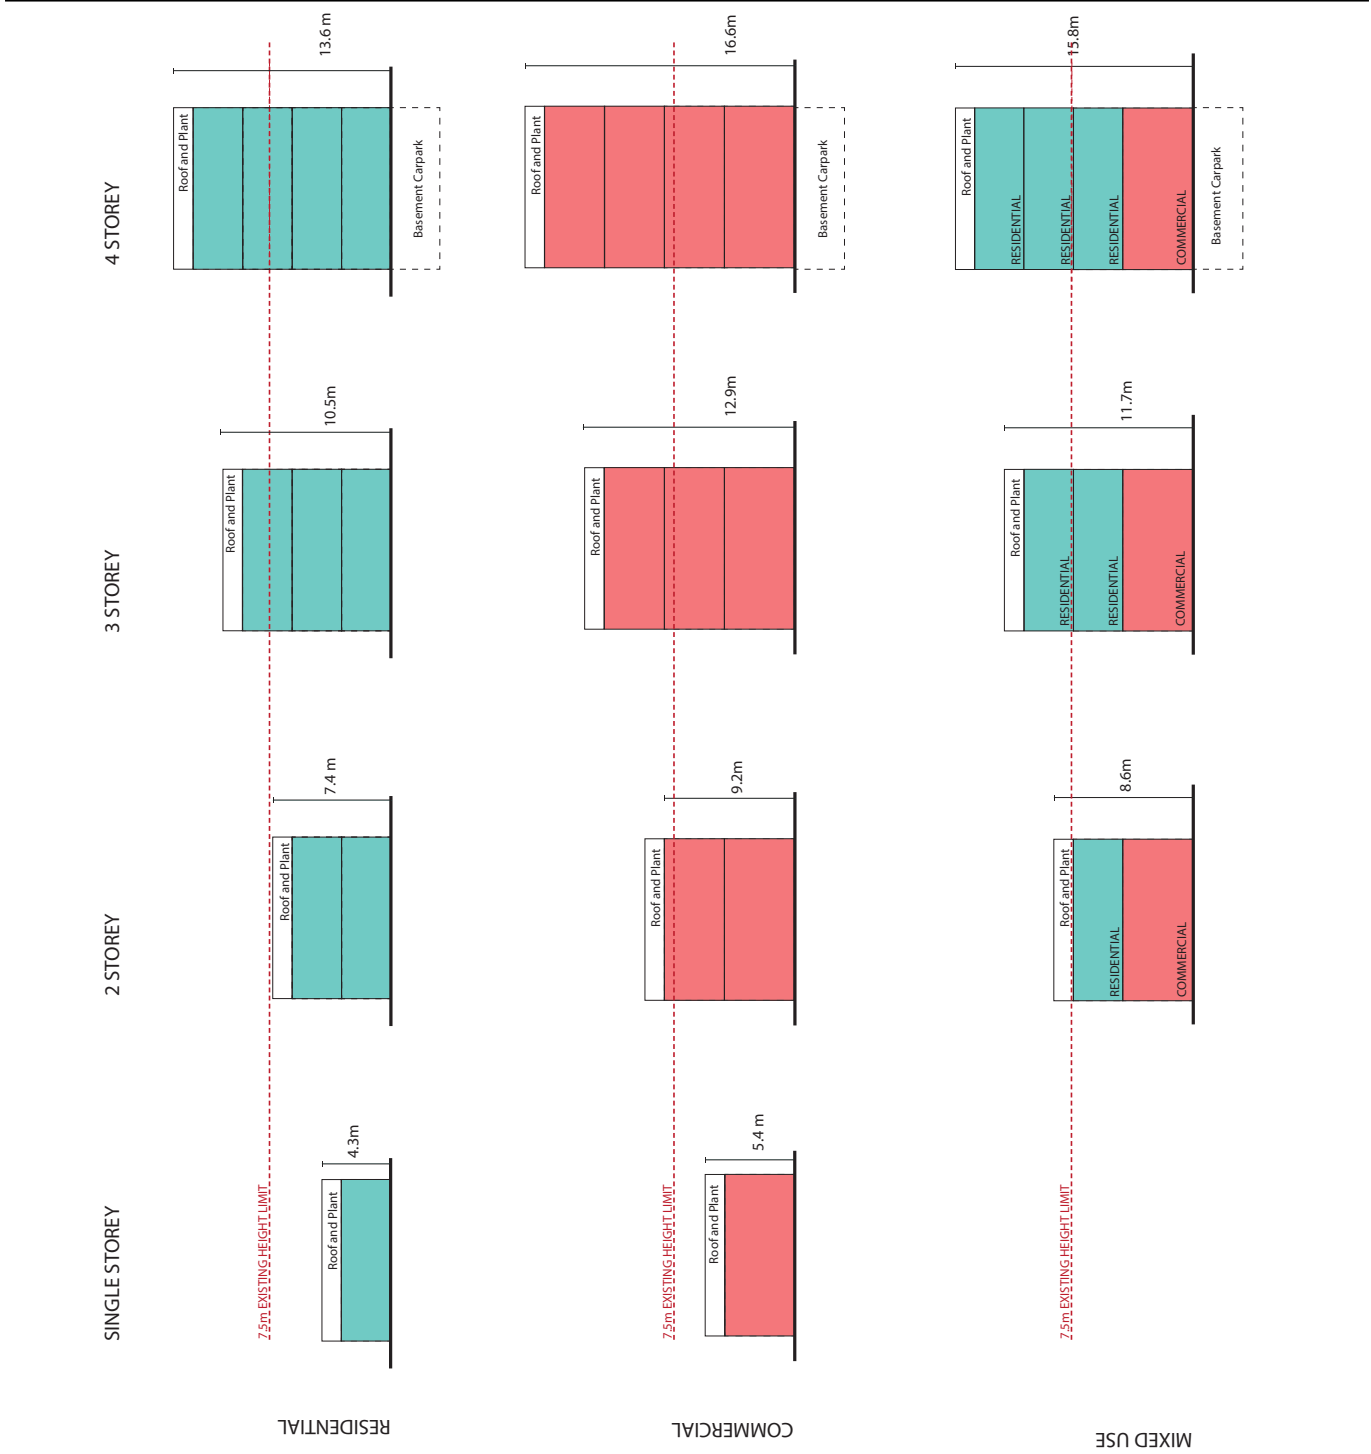 SINGLE STOREY
2 STOREY
3 STOREY
4 STOREY
RESIDENTIAL
7.5m EXISTING HEIGHT LIMIT
Roof and Plant
4.3m
Roof and Plant
7.4 m
Roof and Plant
10.5m
Roof and Plant
13.6 m
Basement Carpark
COMMERCIAL
7.5m EXISTING HEIGHT LIMIT
Roof and Plant
5.4 m
Roof and Plant
9.2m
Roof and Plant
12.9m
Roof and Plant
16.6m
Basement Carpark
MIXED USE
7.5m EXISTING HEIGHT LIMIT
Roof and Plant
RESIDENTIAL
COMMERCIAL
8.6m
Roof and Plant
RESIDENTIAL
RESIDENTIAL
COMMERCIAL
11.7m
Roof and Plant
RESIDENTIAL
RESIDENTIAL
RESIDENTIAL
COMMERCIAL
15.8m
Basement Carpark